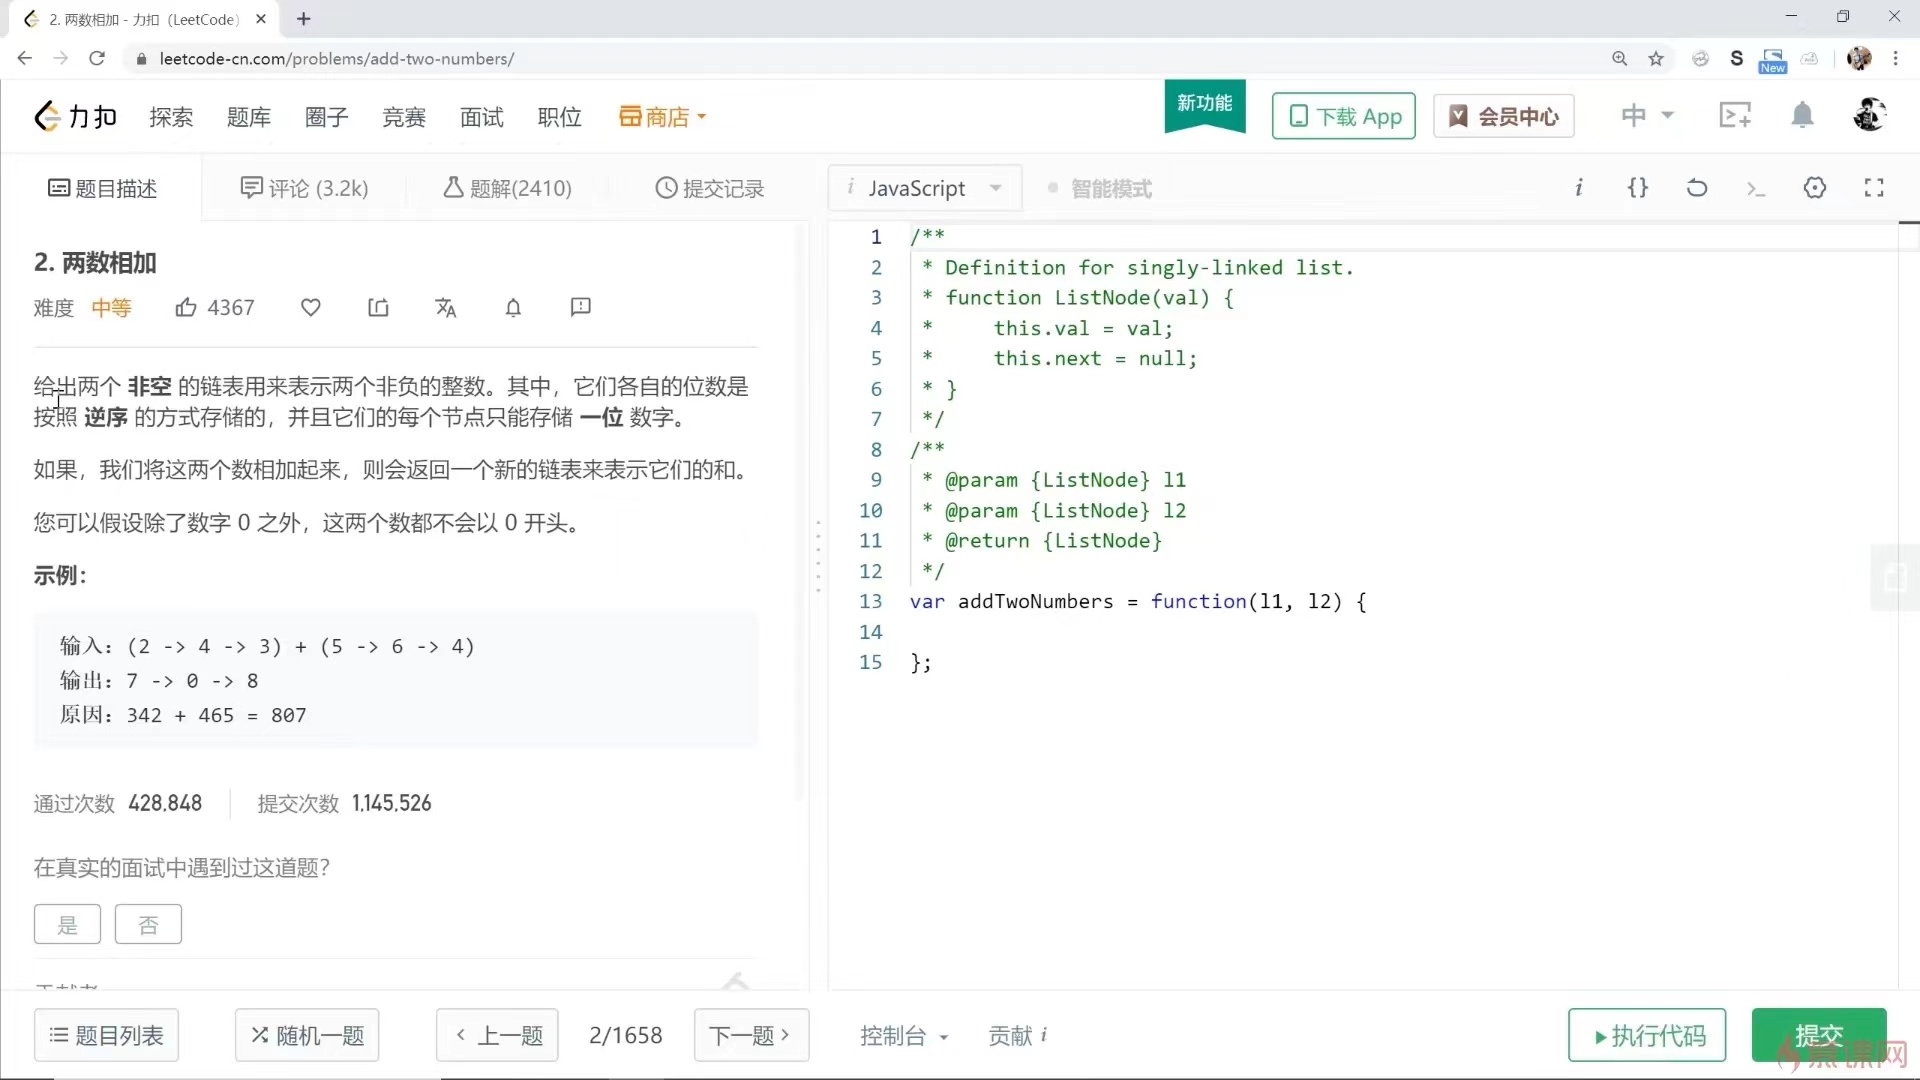 2. 两数相加 - 力扣 (LeetCode)
leetcode-cn.com/problems/add-two-numbers/
New
力扣 探索 题库 圈子 竞赛 面试 职位 商店 新功能 下载 App 会员中心 中
题目描述 评论 (3.2k) 题解(2410) 提交记录
i JavaScript 智能模式
2. 两数相加
难度 中等 4367
给出两个 非空 的链表用来表示两个非负的整数。其中，它们各自的位数是
按照 逆序 的方式存储的，并且它们的每个节点只能存储 一位 数字。
如果，我们将这两个数相加起来，则会返回一个新的链表来表示它们的和。
您可以假设除了数字 0 之外，这两个数都不会以 0 开头。
示例：
输入：(2 -> 4 -> 3) + (5 -> 6 -> 4)
输出：7 -> 0 -> 8
原因：342 + 465 = 807
通过次数 428,848 提交次数 1,145,526
在真实的面试中遇到过这道题？
是 否
1 /**
2 * Definition for singly-linked list.
3 * function ListNode(val) {
4 *     this.val = val;
5 *     this.next = null;
6 * }
7 */
8 /**
9 * @param {ListNode} l1
10 * @param {ListNode} l2
11 * @return {ListNode}
12 */
13 var addTwoNumbers = function(l1, l2) {
14
15 };
题目列表 随机一题 上一题 2/1658 下一题 控制台 贡献 i 执行代码 提交
慕课网